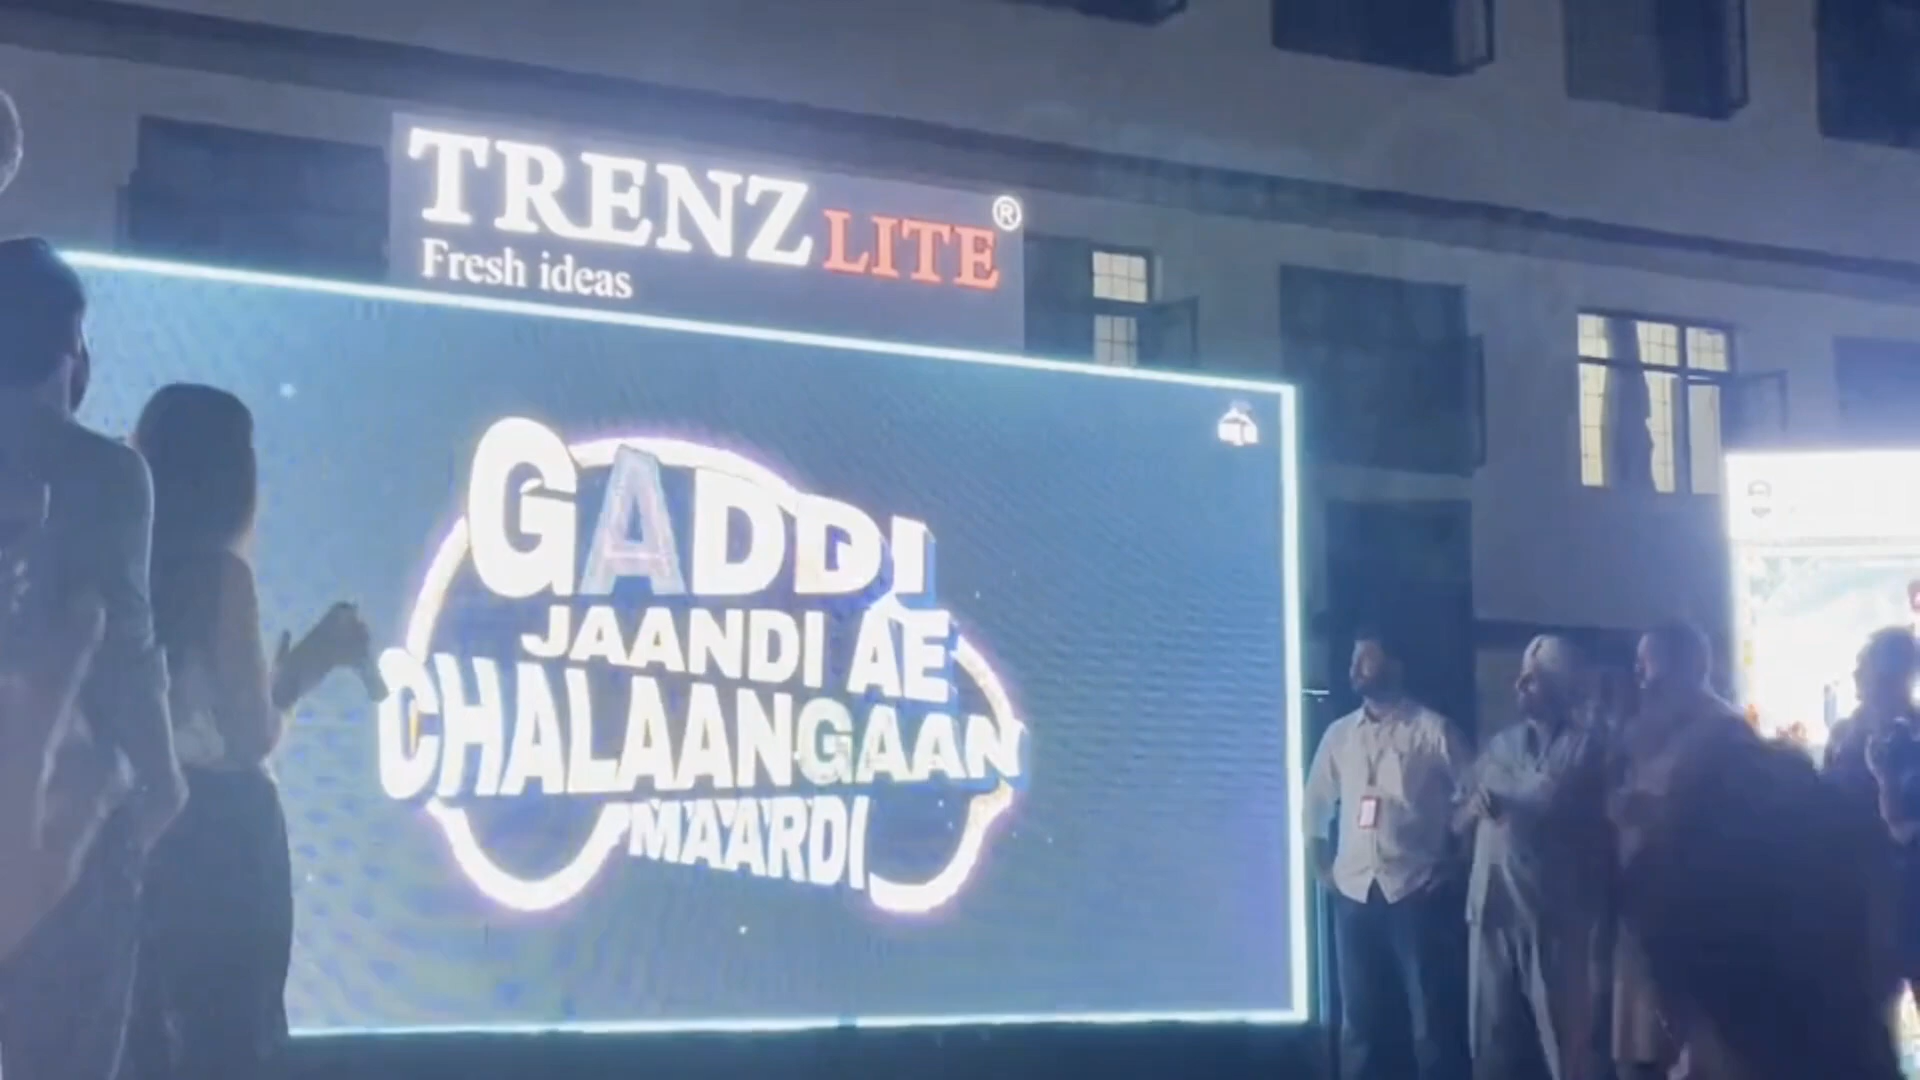 TRENZ LITE®
Fresh ideas
GADDI
JAANDI AE
CHALAANGAAN
MAARDI